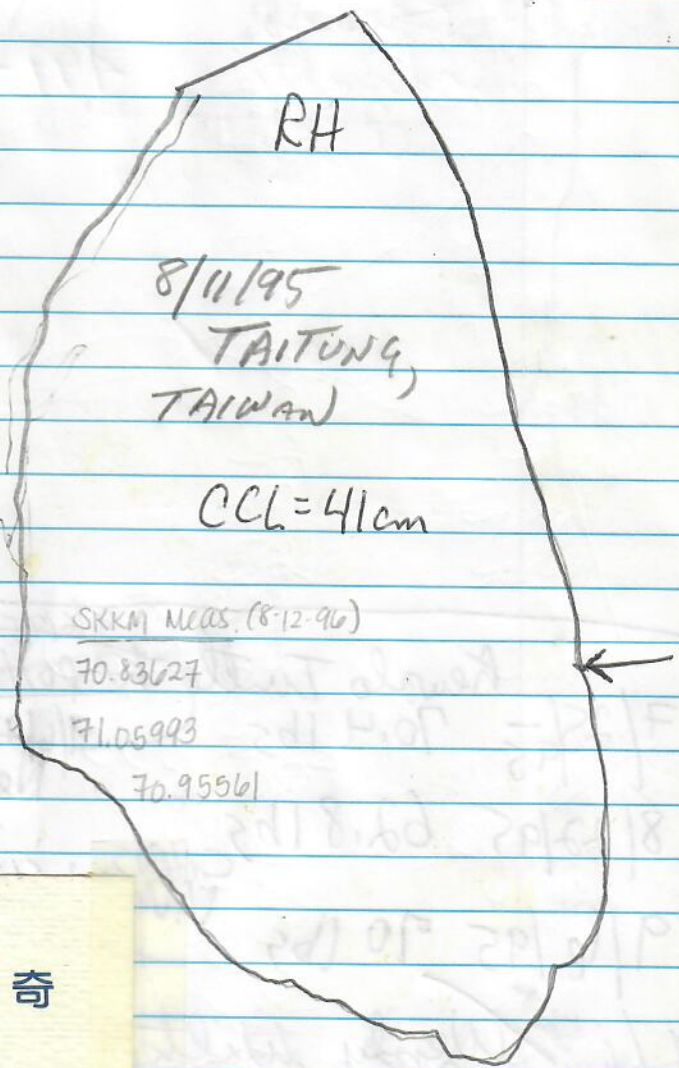 RH
8/11/95
TAITUNG,
TAIWAN
CCL = 41cm
SKKM Meas. (8-12-96)
70.83627
71.05993
70.95561
奇